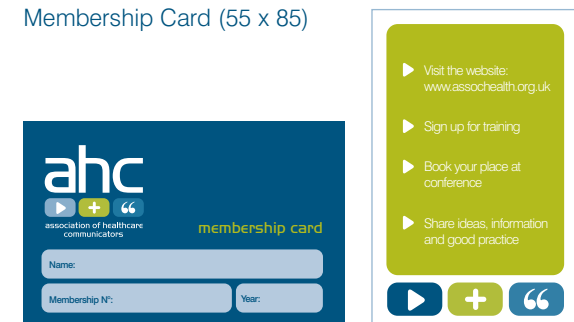 Membership Card (55 x 85)
ahc
association of healthcare
communicators
membership card
Name:
Membership N°:
Year:
Visit the website:
www.assochealth.org.uk
Sign up for training
Book your place at
conference
Share ideas, information
and good practice